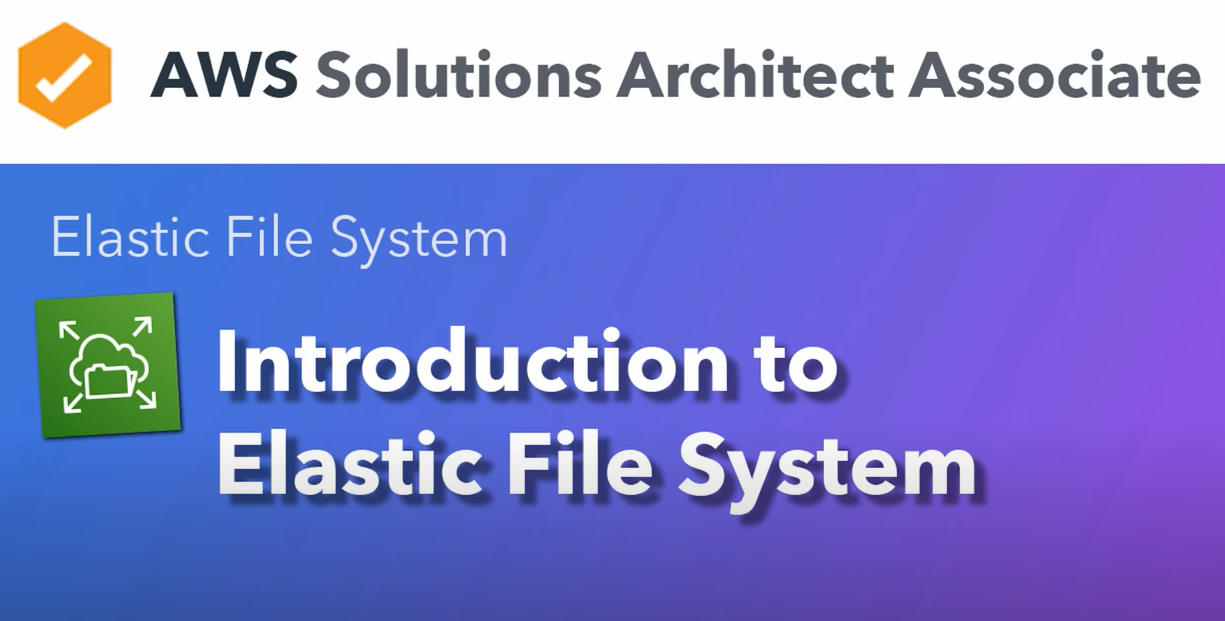 AWS Solutions Architect Associate
Elastic File System
Introduction to
Elastic File System